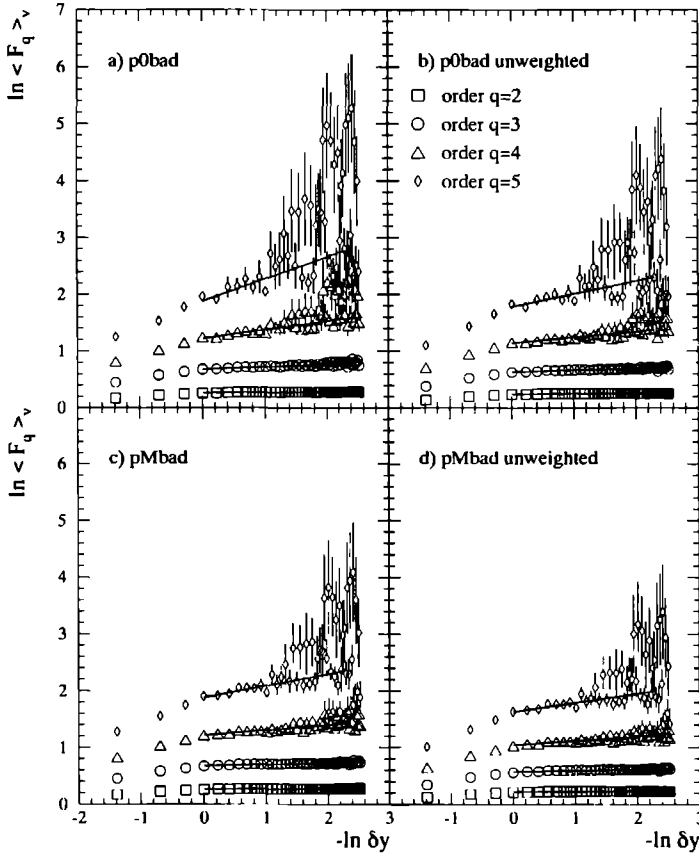 ln < F_q >_v
7
6
5
4
3
2
1
0
a) p0bad
b) p0bad unweighted
order q=2
order q=3
order q=4
order q=5
ln < F_q >_v
6
5
4
3
2
1
0
c) pMbad
d) pMbad unweighted
-2 -1 0 1 2 3 -1 0 1 2 3
-ln δy -ln δy